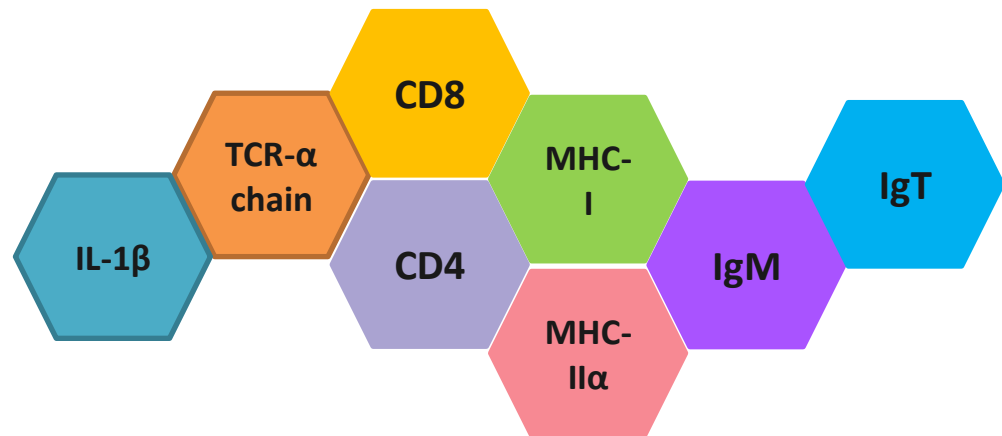 IL-1β
TCR-α
chain
CD8
CD4
MHC-
I
MHC-
IIα
IgM
IgT